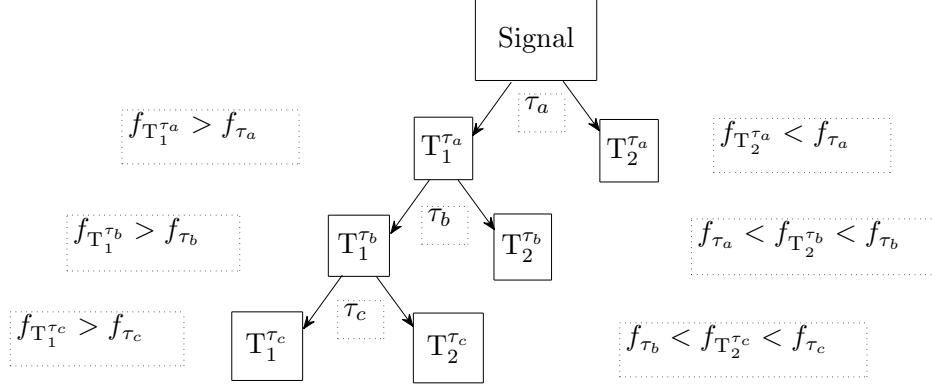 Signal
τ_a
f_{T_1^{τ_a}} > f_{τ_a}
T_1^{τ_a}
T_2^{τ_a}
f_{T_2^{τ_a}} < f_{τ_a}
τ_b
f_{T_1^{τ_b}} > f_{τ_b}
T_1^{τ_b}
T_2^{τ_b}
f_{τ_a} < f_{T_2^{τ_b}} < f_{τ_b}
τ_c
f_{T_1^{τ_c}} > f_{τ_c}
T_1^{τ_c}
T_2^{τ_c}
f_{τ_b} < f_{T_2^{τ_c}} < f_{τ_c}